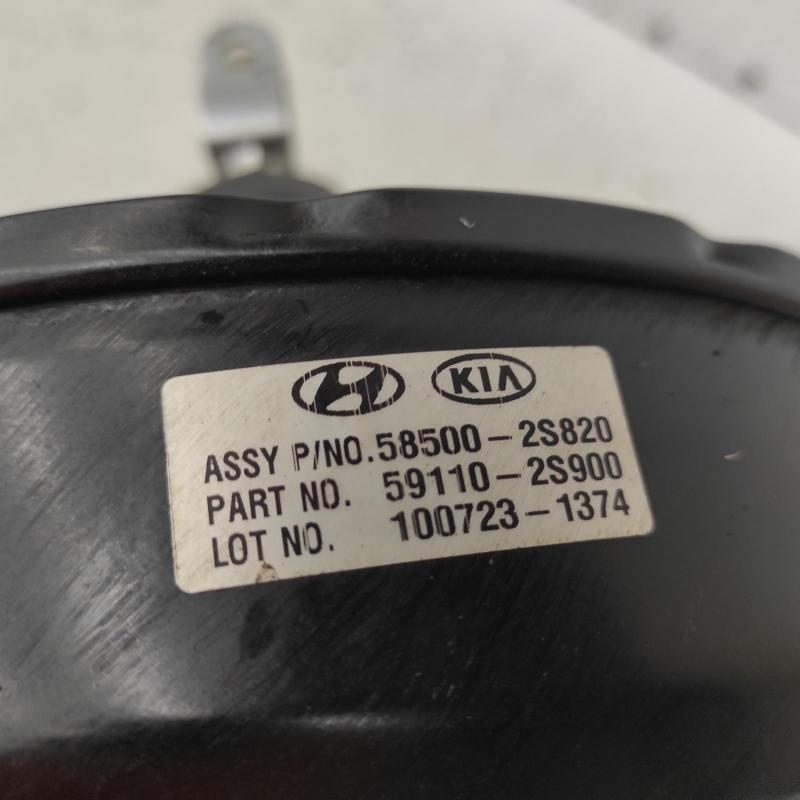 KIA
ASSY P/NO. 58500-2S820
PART NO. 59110-2S900
LOT NO. 100723-1374